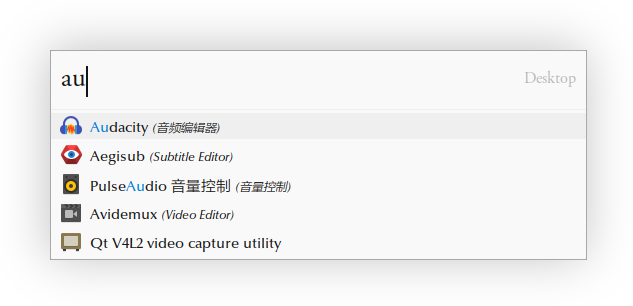 au
Desktop
Audacity (音频编辑器)
Aegisub (Subtitle Editor)
PulseAudio 音量控制 (音量控制)
Avidemux (Video Editor)
Qt V4L2 video capture utility